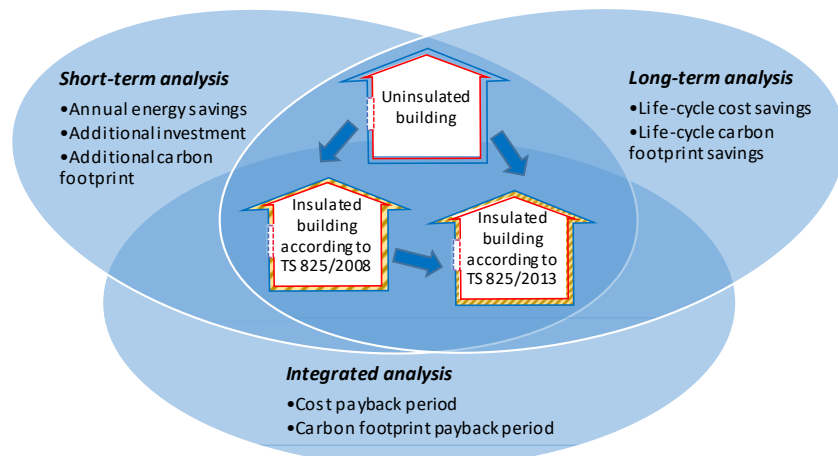 Short-term analysis
•Annual energy savings
•Additional investment
•Additional carbon
footprint
Uninsulated
building
Long-term analysis
•Life-cycle cost savings
•Life-cycle carbon
footprint savings
Insulated
building
according to
TS 825/2008
Insulated
building
according to
TS 825/2013
Integrated analysis
•Cost payback period
•Carbon footprint payback period